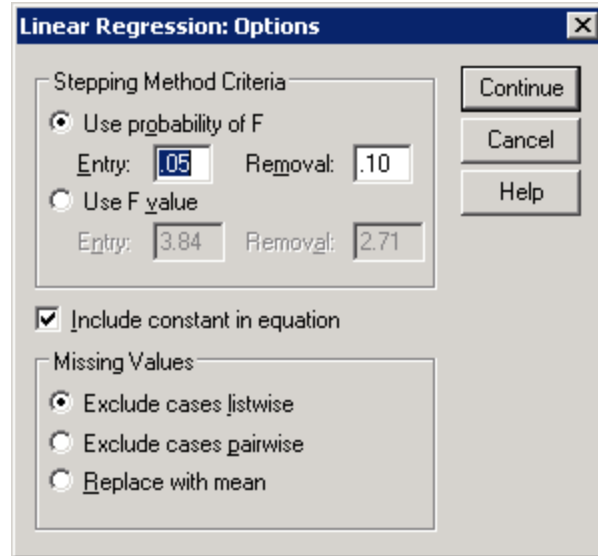 Linear Regression: Options
Stepping Method Criteria
Use probability of F
Entry: .05 Removal: .10
Use F value
Entry: 3.84 Removal: 2.71
Include constant in equation
Missing Values
Exclude cases listwise
Exclude cases pairwise
Replace with mean
Continue
Cancel
Help